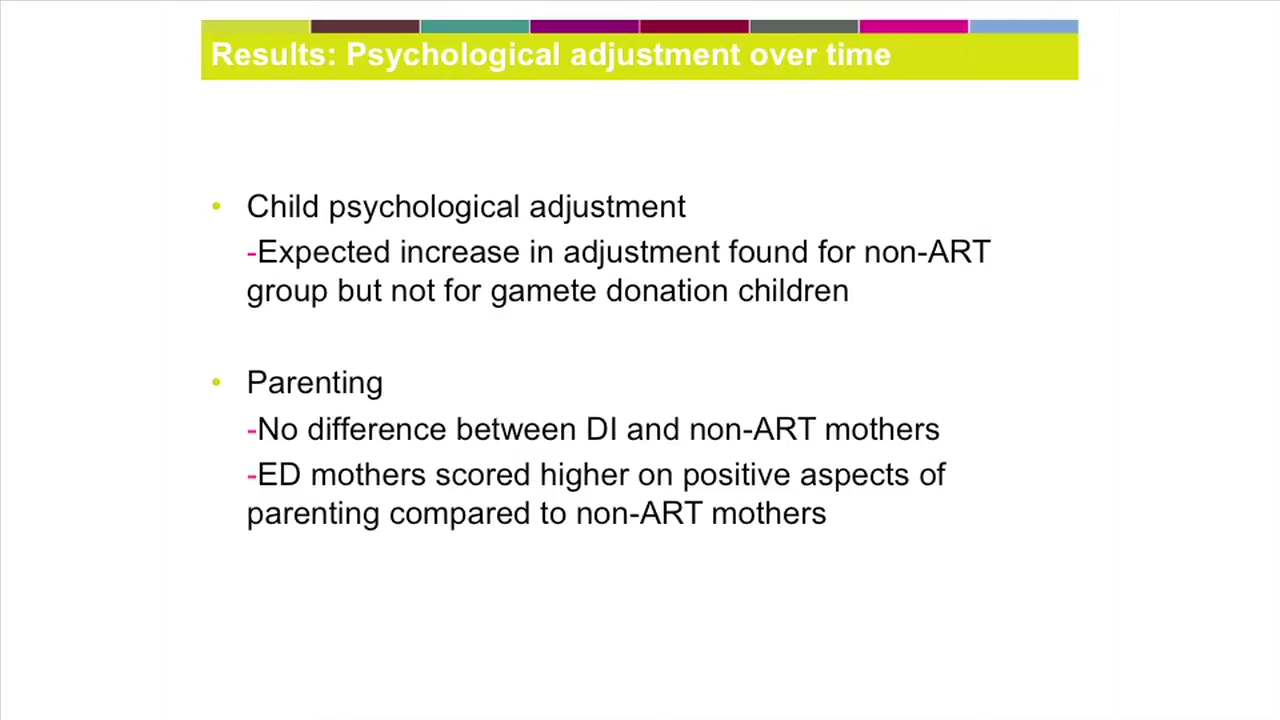 Results: Psychological adjustment over time
• Child psychological adjustment
-Expected increase in adjustment found for non-ART
group but not for gamete donation children
• Parenting
-No difference between DI and non-ART mothers
-ED mothers scored higher on positive aspects of
parenting compared to non-ART mothers